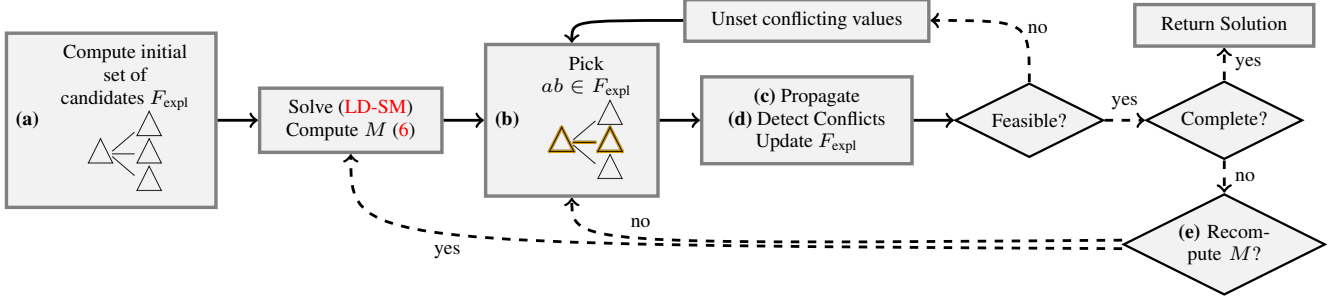 Compute initial
set of
candidates F_expl
(a)
Solve (LD-SM)
Compute M (6)
Pick
ab ∈ F_expl
(b)
Unset conflicting values
(c) Propagate
(d) Detect Conflicts
Update F_expl
Feasible?
no
yes
Return Solution
yes
Complete?
no
(e) Recom-
pute M?
no
yes